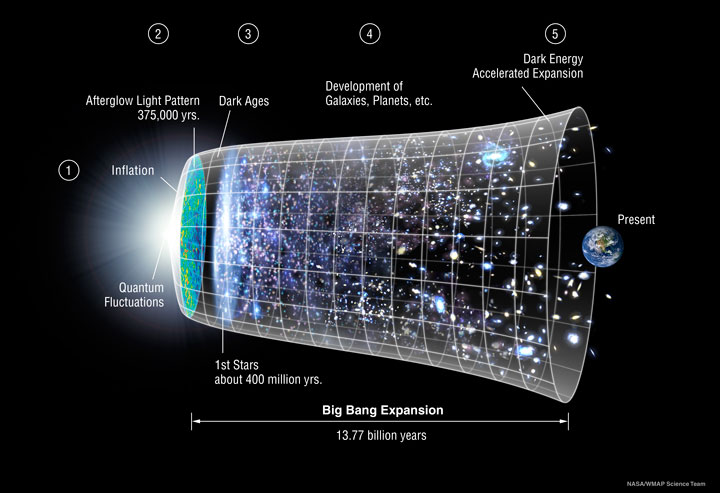 1
2
3
4
5
Dark Energy
Accelerated Expansion
Development of
Galaxies, Planets, etc.
Afterglow Light Pattern
375,000 yrs.
Dark Ages
Inflation
Present
Quantum
Fluctuations
1st Stars
about 400 million yrs.
Big Bang Expansion
13.77 billion years
NASA/WMAP Science Team